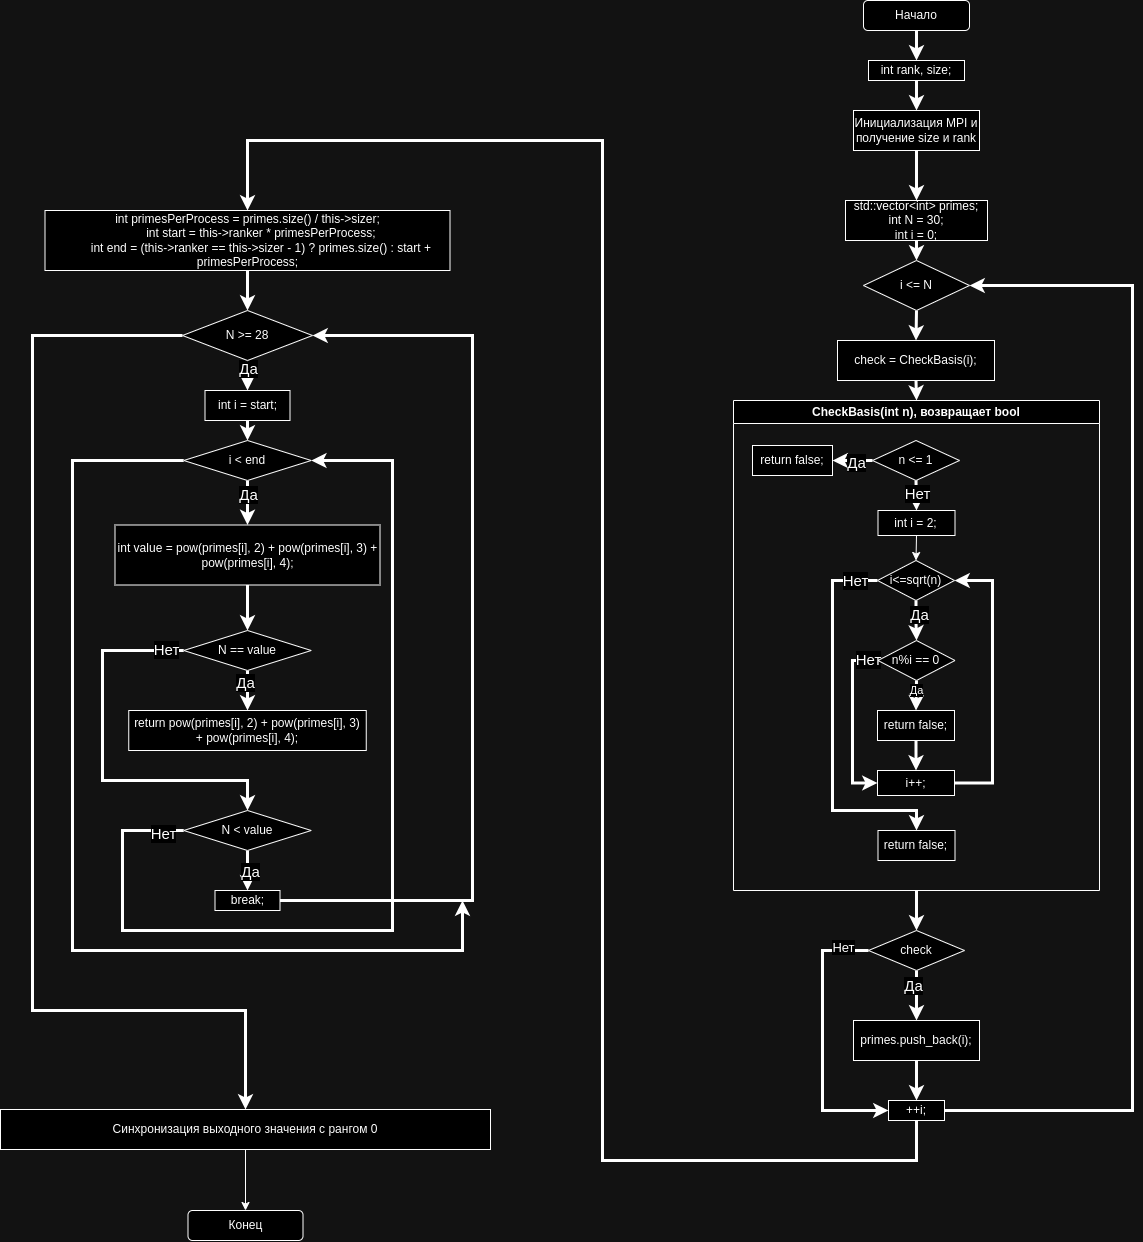 Начало
int rank, size;
Инициализация MPI и
получение size и rank
std::vector<int> primes;
int N = 30;
int i = 0;
i <= N
check = CheckBasis(i);
CheckBasis(int n), возвращает bool
n <= 1
Да
return false;
Нет
int i = 2;
i<=sqrt(n)
Нет
Да
n%i == 0
Нет
Да
return false;
i++;
return false;
check
Нет
Да
primes.push_back(i);
++i;
int primesPerProcess = primes.size() / this->sizer;
int start = this->ranker * primesPerProcess;
int end = (this->ranker == this->sizer - 1) ? primes.size() : start +
primesPerProcess;
N >= 28
Да
int i = start;
i < end
Да
int value = pow(primes[i], 2) + pow(primes[i], 3) +
pow(primes[i], 4);
N == value
Нет
Да
return pow(primes[i], 2) + pow(primes[i], 3)
+ pow(primes[i], 4);
N < value
Нет
Да
break;
Синхронизация выходного значения с рангом 0
Конец